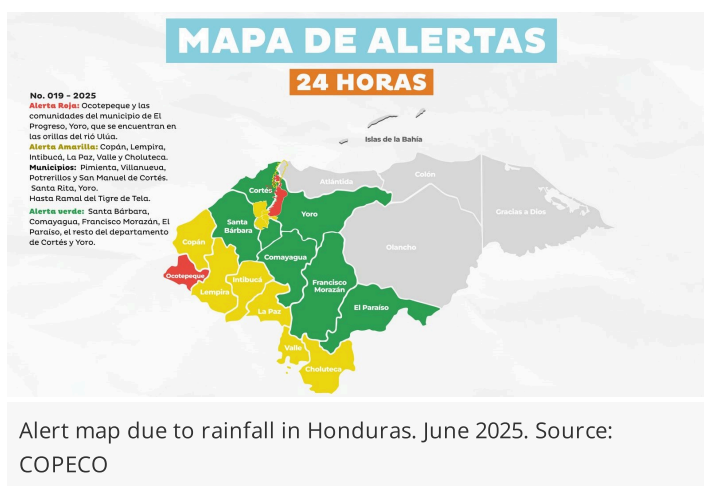 MAPA DE ALERTAS
24 HORAS
No. 019 - 2025
Alerta Roja: Ocotepeque y las
comunidades del municipio de El
Progreso, Yoro, que se encuentran en
las orillas del rió Ulúa.
Alerta Amarilla: Copán, Lempira,
Intibucá, La Paz, Valle y Choluteca.
Municipios: Pimienta, Villanueva,
Potrerillos y San Manuel de Cortés.
Santa Rita, Yoro.
Hasta Ramal del Tigre de Tela.
Alerta verde: Santa Bárbara,
Comayagua, Francisco Morazán, El
Paraíso, el resto del departamento
de Cortés y Yoro.
Islas de la Bahía
Cortés
Atlántida
Colón
Yoro
Gracias a Dios
Santa
Bárbara
Copán
Olancho
Comayagua
Ocotepeque
Intibucá
Francisco
Morazán
Lempira
La Paz
El Paraíso
Valle
Choluteca
Alert map due to rainfall in Honduras. June 2025. Source:
COPECO